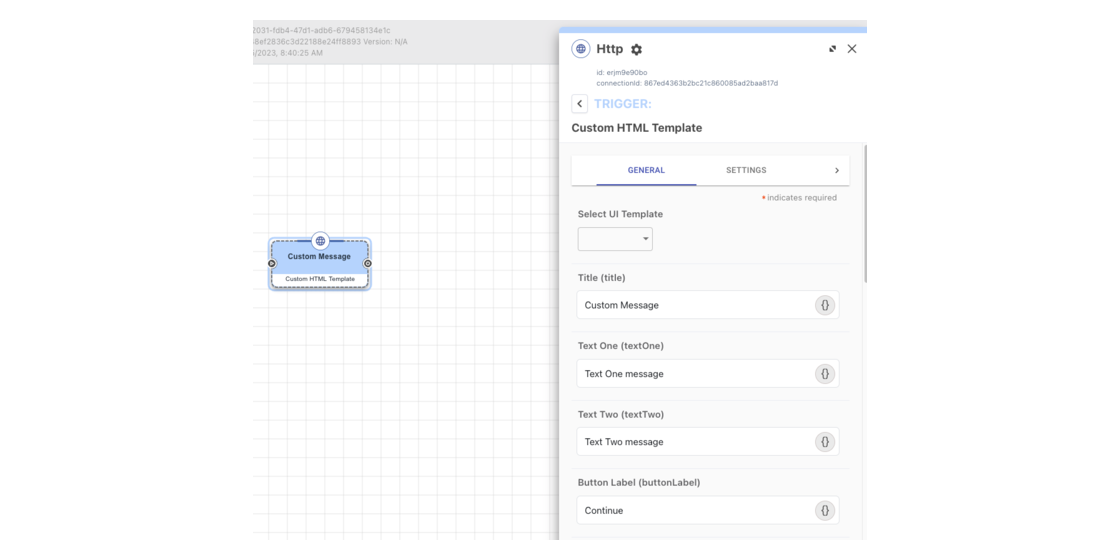 2031-fdb4-47d1-adb6-679458134e1c
38ef2836c3d22188e24ff8893 Version: N/A
/2023, 8:40:25 AM
Custom Message
Custom HTML Template
Http
id: erjm9e90bo
connectionId: 867ed4363b2bc21c860085ad2baa817d
TRIGGER:
Custom HTML Template
GENERAL SETTINGS
* indicates required
Select UI Template
Title (title)
Custom Message {}
Text One (textOne)
Text One message {}
Text Two (textTwo)
Text Two message {}
Button Label (buttonLabel)
Continue {}